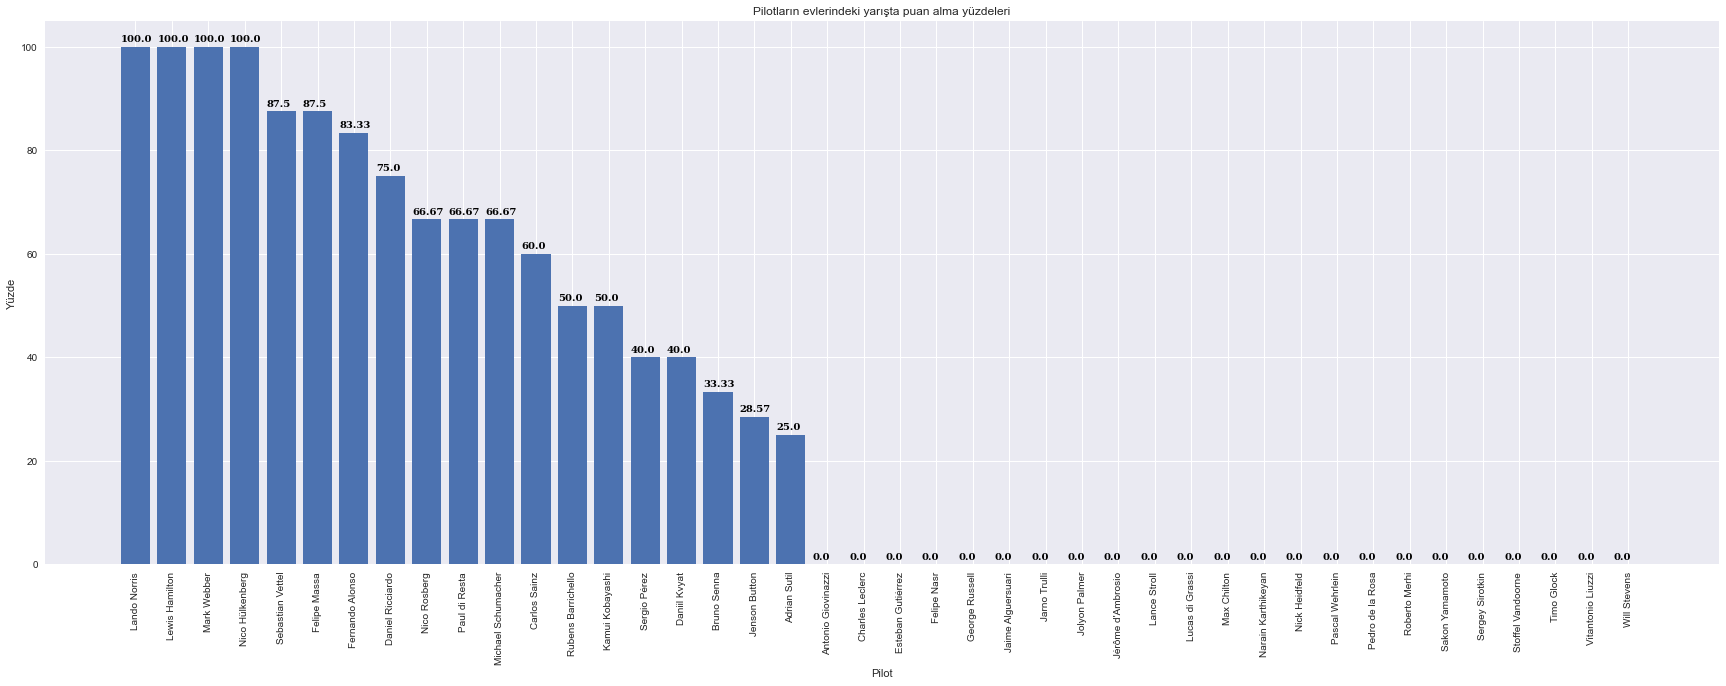 Pilotların evlerindeki yarışta puan alma yüzdeleri
100.0 100.0 100.0 100.0
87.5 87.5
83.33
75.0
66.67 66.67 66.67
60.0
50.0 50.0
40.0 40.0
33.33
28.57
25.0
0.0 0.0 0.0 0.0 0.0 0.0 0.0 0.0 0.0 0.0 0.0 0.0 0.0 0.0 0.0 0.0 0.0 0.0 0.0 0.0 0.0 0.0 0.0
100
80
60
40
20
0
Yüzde
Lando Norris
Lewis Hamilton
Mark Webber
Nico Hülkenberg
Sebastian Vettel
Felipe Massa
Fernando Alonso
Daniel Ricciardo
Nico Rosberg
Paul di Resta
Michael Schumacher
Carlos Sainz
Rubens Barrichello
Kamui Kobayashi
Sergio Pérez
Daniil Kvyat
Bruno Senna
Jenson Button
Adrian Sutil
Antonio Giovinazzi
Charles Leclerc
Esteban Gutiérrez
Felipe Nasr
George Russell
Jaime Alguersuari
Jarno Trulli
Jolyon Palmer
Jérôme d'Ambrosio
Lance Stroll
Lucas di Grassi
Max Chilton
Narain Karthikeyan
Nick Heidfeld
Pascal Wehrlein
Pedro de la Rosa
Roberto Merhi
Sakon Yamamoto
Sergey Sirotkin
Stoffel Vandoorne
Timo Glock
Vitantonio Liuzzi
Will Stevens
Pilot